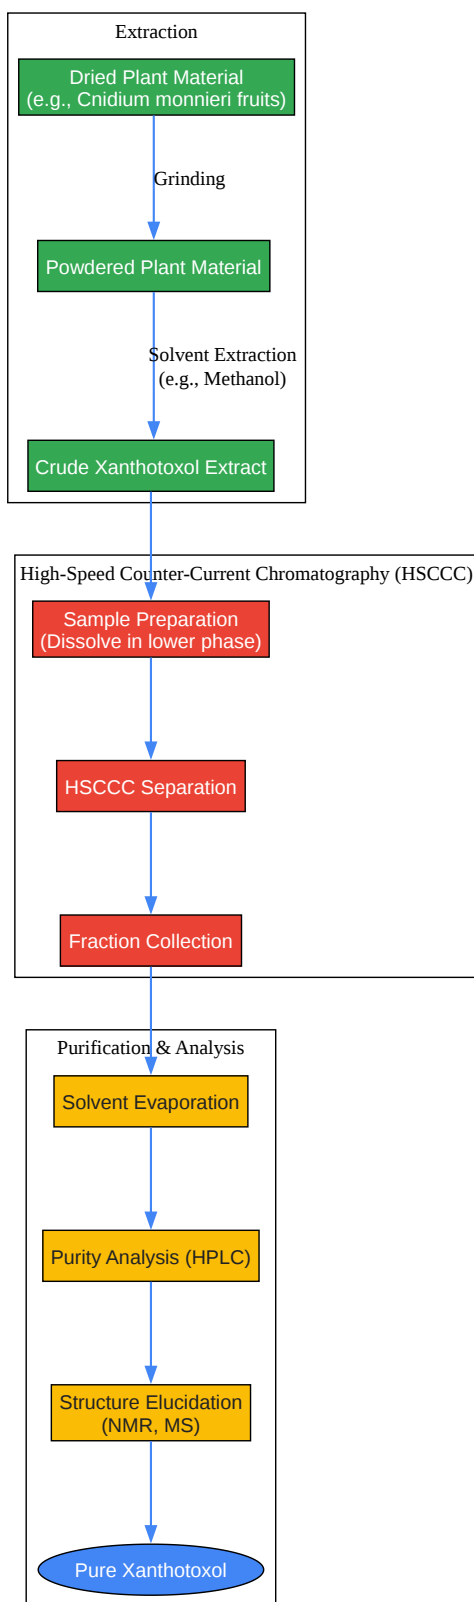 Extraction
Dried Plant Material
(e.g., Cnidium monnieri fruits)
Grinding
Powdered Plant Material
Solvent Extraction
(e.g., Methanol)
Crude Xanthotoxol Extract
High-Speed Counter-Current Chromatography (HSCCC)
Sample Preparation
(Dissolve in lower phase)
HSCCC Separation
Fraction Collection
Purification & Analysis
Solvent Evaporation
Purity Analysis (HPLC)
Structure Elucidation
(NMR, MS)
Pure Xanthotoxol